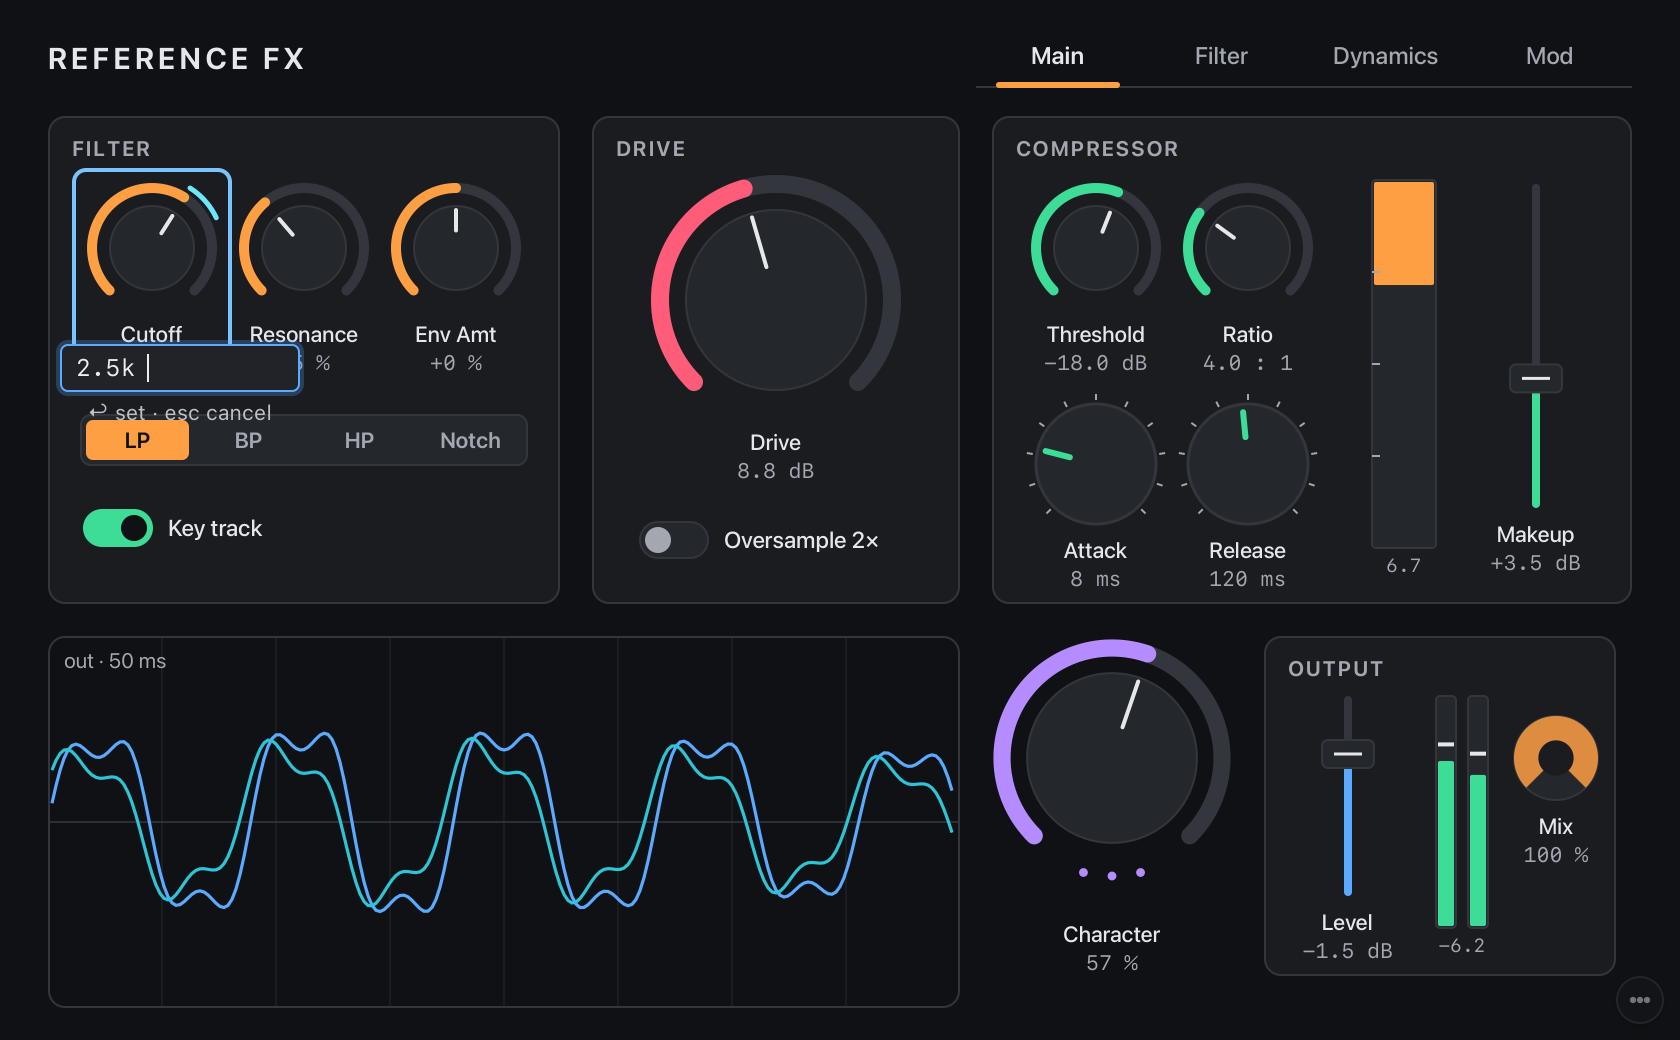 REFERENCE FX
Main
Filter
Dynamics
Mod
FILTER
Cutoff
Resonance
%
Env Amt
+0 %
2.5k
↩ set · esc cancel
LP
BP
HP
Notch
Key track
DRIVE
Drive
8.8 dB
Oversample 2×
COMPRESSOR
Threshold
−18.0 dB
Ratio
4.0 : 1
Attack
8 ms
Release
120 ms
6.7
Makeup
+3.5 dB
out · 50 ms
Character
57 %
OUTPUT
Level
−1.5 dB
−6.2
Mix
100 %